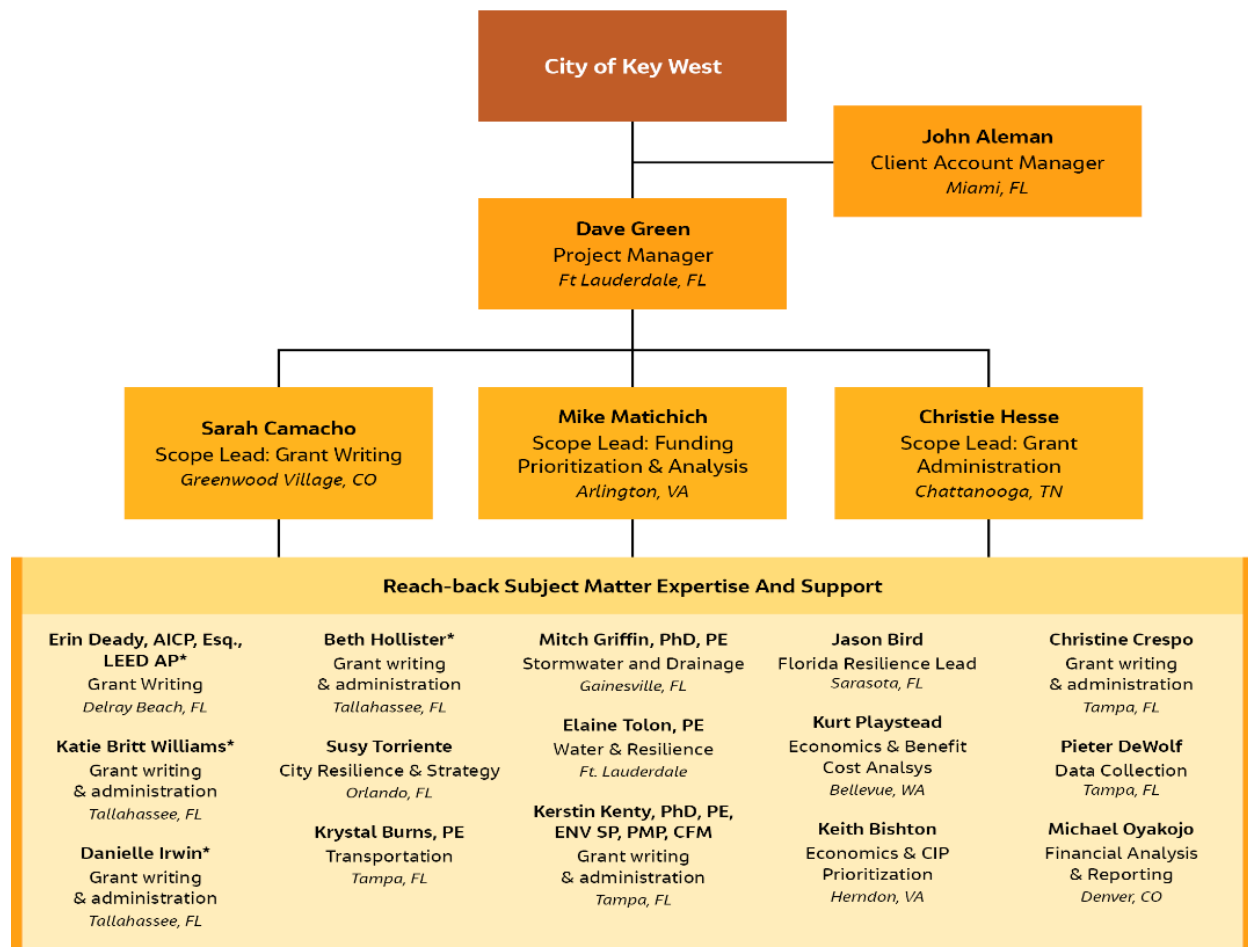 City of Key West
John Aleman
Client Account Manager
Miami, FL
Dave Green
Project Manager
Ft Lauderdale, FL
Sarah Camacho
Scope Lead: Grant Writing
Greenwood Village, CO
Mike Matichich
Scope Lead: Funding
Prioritization & Analysis
Arlington, VA
Christie Hesse
Scope Lead: Grant
Administration
Chattanooga, TN
Reach-back Subject Matter Expertise And Support
Erin Deady, AICP, Esq.,
LEED AP*
Grant Writing
Delray Beach, FL
Katie Britt Williams*
Grant writing
& administration
Tallahassee, FL
Danielle Irwin*
Grant writing
& administration
Tallahassee, FL
Beth Hollister*
Grant writing
& administration
Tallahassee, FL
Susy Torriente
City Resilience & Strategy
Orlando, FL
Krystal Burns, PE
Transportation
Tampa, FL
Mitch Griffin, PhD, PE
Stormwater and Drainage
Gainesville, FL
Elaine Tolon, PE
Water & Resilience
Ft. Lauderdale
Kerstin Kenty, PhD, PE,
ENV SP, PMP, CFM
Grant writing
& administration
Tampa, FL
Jason Bird
Florida Resilience Lead
Sarasota, FL
Kurt Playstead
Economics & Benefit
Cost Analsys
Bellevue, WA
Keith Bishton
Economics & CIP
Prioritization
Herndon, VA
Christine Crespo
Grant writing
& administration
Tampa, FL
Pieter DeWolf
Data Collection
Tampa, FL
Michael Oyakojo
Financial Analysis
& Reporting
Denver, CO